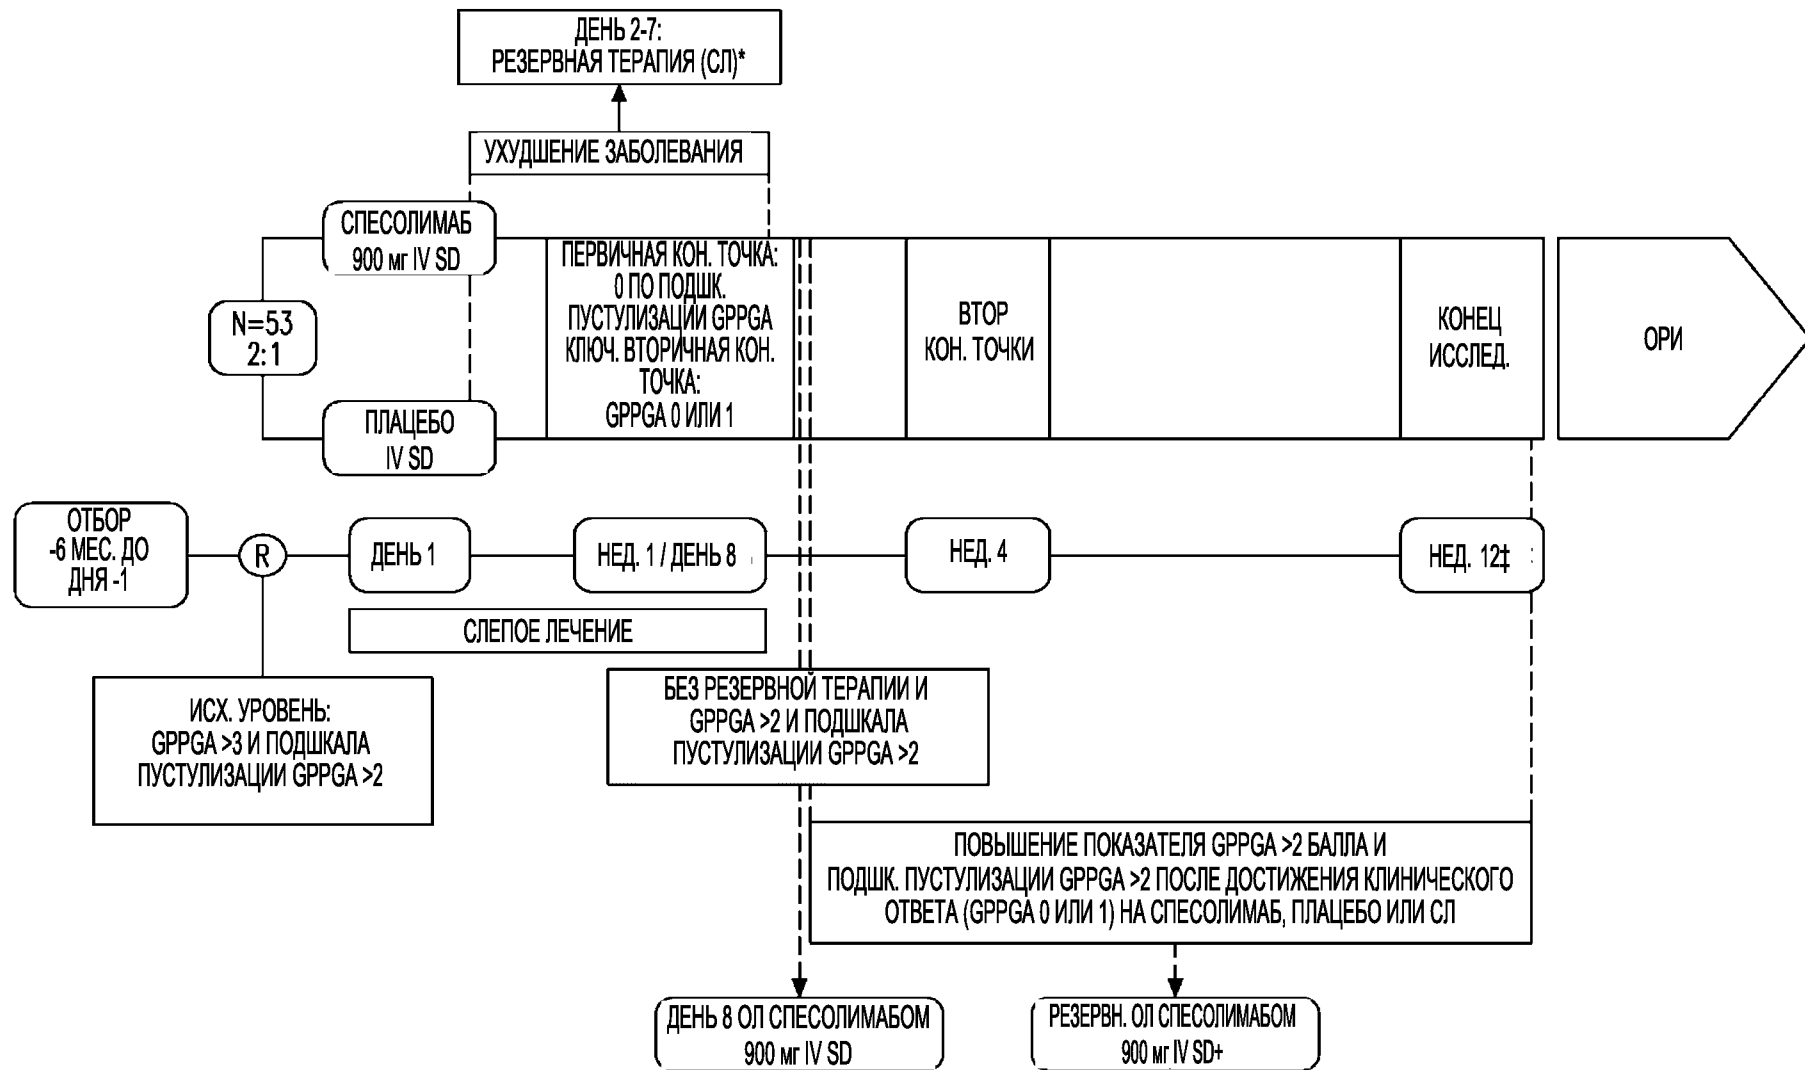 ДЕНЬ 2-7:
РЕЗЕРВНАЯ ТЕРАПИЯ (СЛ)*
УХУДШЕНИЕ ЗАБОЛЕВАНИЯ
СПЕСОЛИМАБ
900 мг IV SD
N=53
2:1
ПЛАЦЕБО
IV SD
ПЕРВИЧНАЯ КОН. ТОЧКА:
0 ПО ПОДШК.
ПУСТУЛИЗАЦИИ GPPGA
КЛЮЧ. ВТОРИЧНАЯ КОН.
ТОЧКА:
GPPGA 0 ИЛИ 1
ВТОР
КОН. ТОЧКИ
КОНЕЦ
ИССЛЕД.
ОРИ
ОТБОР
-6 МЕС. ДО
ДНЯ -1
R
ДЕНЬ 1
НЕД. 1 / ДЕНЬ 8
НЕД. 4
НЕД. 12‡
СЛЕПОЕ ЛЕЧЕНИЕ
ИСХ. УРОВЕНЬ:
GPPGA >3 И ПОДШКАЛА
ПУСТУЛИЗАЦИИ GPPGA >2
БЕЗ РЕЗЕРВНОЙ ТЕРАПИИ И
GPPGA >2 И ПОДШКАЛА
ПУСТУЛИЗАЦИИ GPPGA >2
ПОВЫШЕНИЕ ПОКАЗАТЕЛЯ GPPGA >2 БАЛЛА И
ПОДШК. ПУСТУЛИЗАЦИИ GPPGA >2 ПОСЛЕ ДОСТИЖЕНИЯ КЛИНИЧЕСКОГО
ОТВЕТА (GPPGA 0 ИЛИ 1) НА СПЕСОЛИМАБ, ПЛАЦЕБО ИЛИ СЛ
ДЕНЬ 8 ОЛ СПЕСОЛИМАБОМ
900 мг IV SD
РЕЗЕРВН. ОЛ СПЕСОЛИМАБОМ
900 мг IV SD+